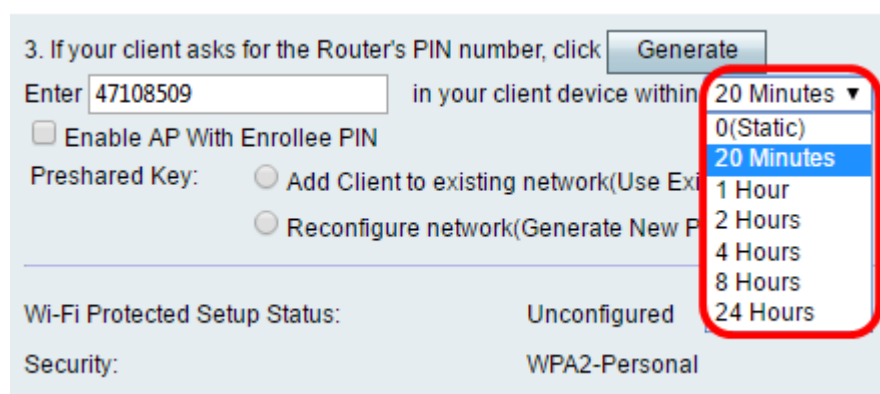 3. If your client asks for the Router's PIN number, click Generate
Enter 47108509 in your client device within 20 Minutes ▼
0(Static)
Enable AP With Enrollee PIN
20 Minutes
Preshared Key: Add Client to existing network(Use
1 Hour
2 Hours
Reconfigure network(Generate New
4 Hours
8 Hours
Wi-Fi Protected Setup Status: Unconfigured 24 Hours
Security: WPA2-Personal